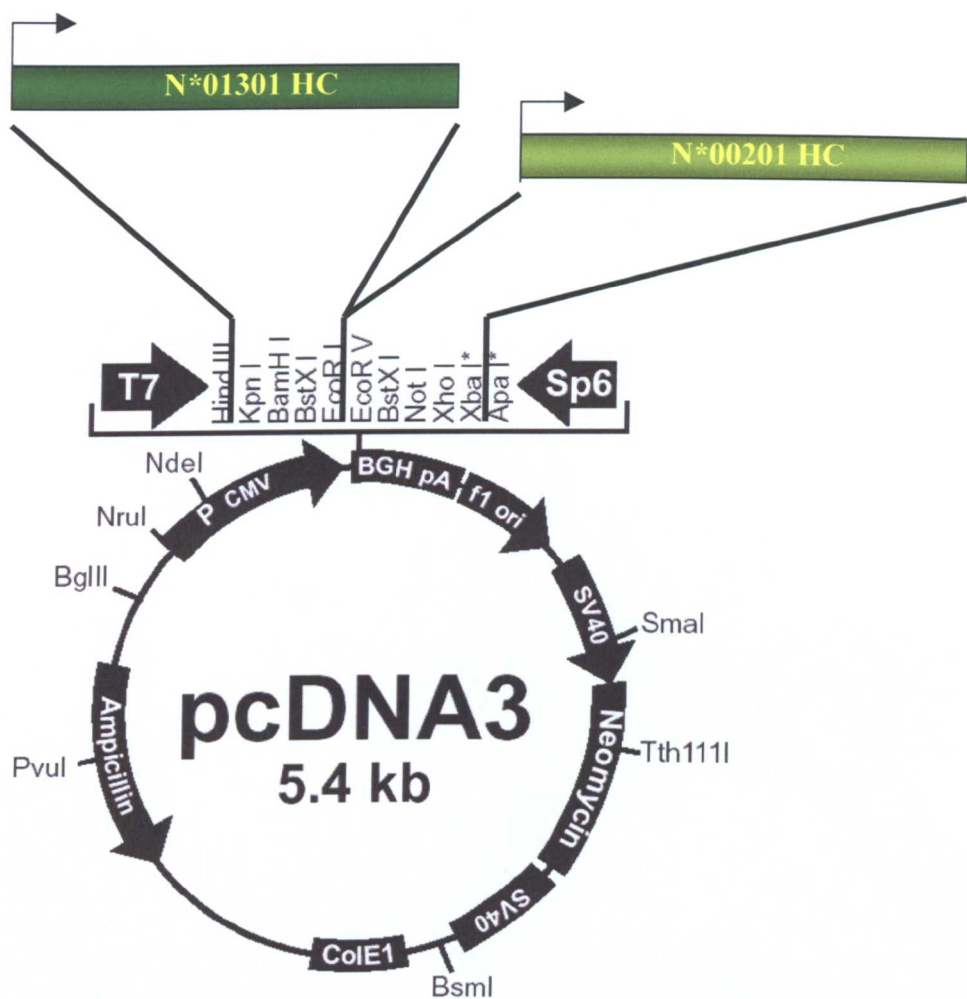 N*01301 HC
N*00201 HC
T7
Hind III
Kpn I
BamH I
BstX I
EcoR I
EcoR V
BstX I
Not I
Xho I
Xba I*
Apa I*
Sp6
NdeI
P CMV
BGH pA
f1 ori
NruI
BglII
SV40
SmaI
pcDNA3
5.4 kb
Ampicillin
Neomycin
Tth111I
PvuI
SV40
ColE1
BsmI